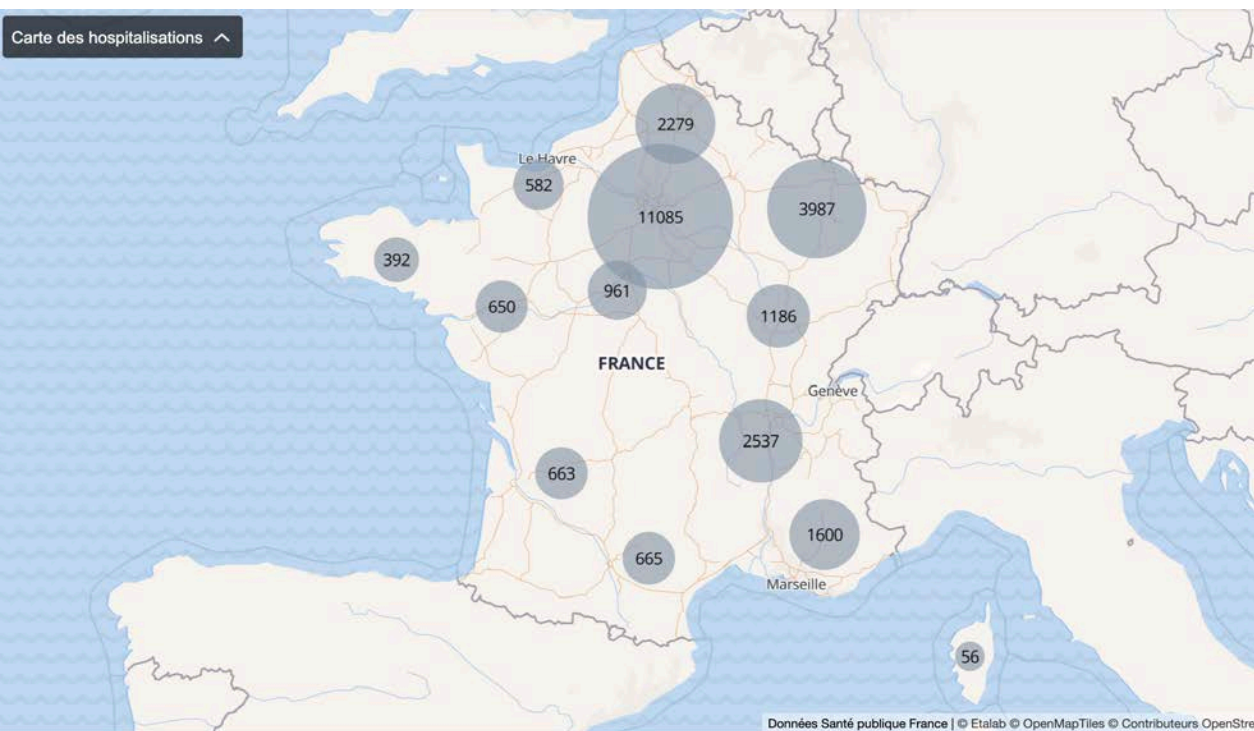 Carte des hospitalisations
2279
Le Havre
582
11085
3987
392
961
650
1186
FRANCE
Genève
2537
663
1600
665
Marseille
56
Données Santé publique France | © Etalab © OpenMapTiles © Contributeurs OpenStre